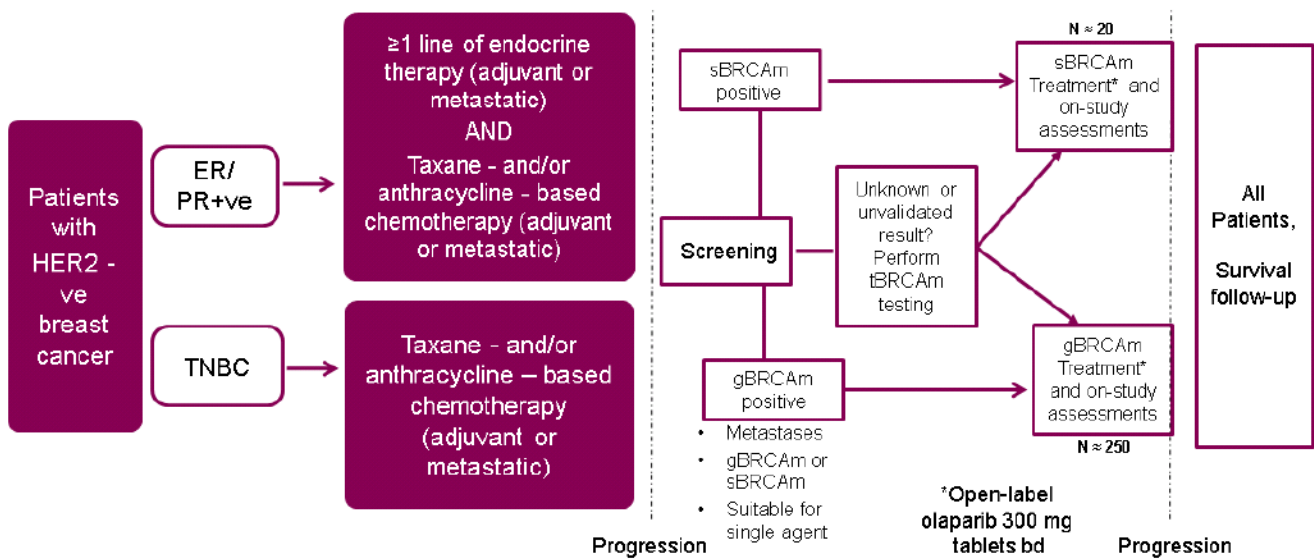 Patients
with
HER2 -
ve
breast
cancer
ER/
PR+ve
≥1 line of endocrine
therapy (adjuvant or
metastatic)
AND
Taxane - and/or
anthracycline - based
chemotherapy (adjuvant
or metastatic)
TNBC
Taxane - and/or
anthracycline – based
chemotherapy
(adjuvant or
metastatic)
Progression
sBRCAm
positive
Screening
gBRCAm
positive
• Metastases
• gBRCAm or
sBRCAm
• Suitable for
single agent
Unknown or
unvalidated
result?
Perform
tBRCAm
testing
N ≈ 20
sBRCAm
Treatment* and
on-study
assessments
gBRCAm
Treatment*
and on-study
assessments
N ≈ 250
*Open-label
olaparib 300 mg
tablets bd
Progression
All
Patients,
Survival
follow-up